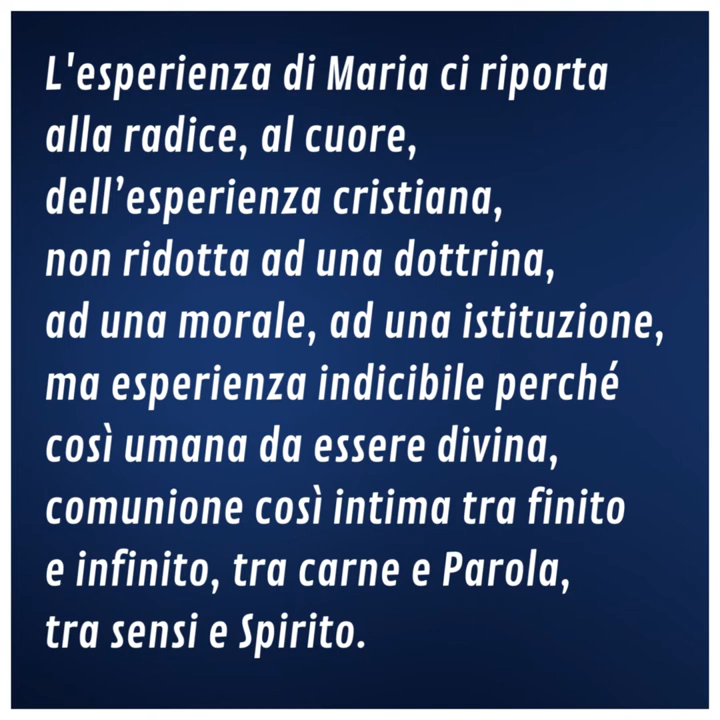 L'esperienza di Maria ci riporta
alla radice, al cuore,
dell’esperienza cristiana,
non ridotta ad una dottrina,
ad una morale, ad una istituzione,
ma esperienza indicibile perché
così umana da essere divina,
comunione così intima tra finito
e infinito, tra carne e Parola,
tra sensi e Spirito.